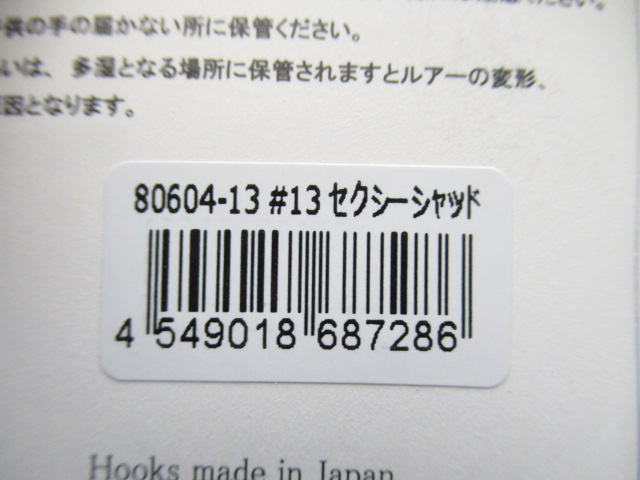 供の手の届かない所に保管ください。
いは、多湿となる場所に保管されますとルアーの変形、
因となります。
80604-13 #13 セクシーシャッド
4 549018 687286
Hooks made in Japan